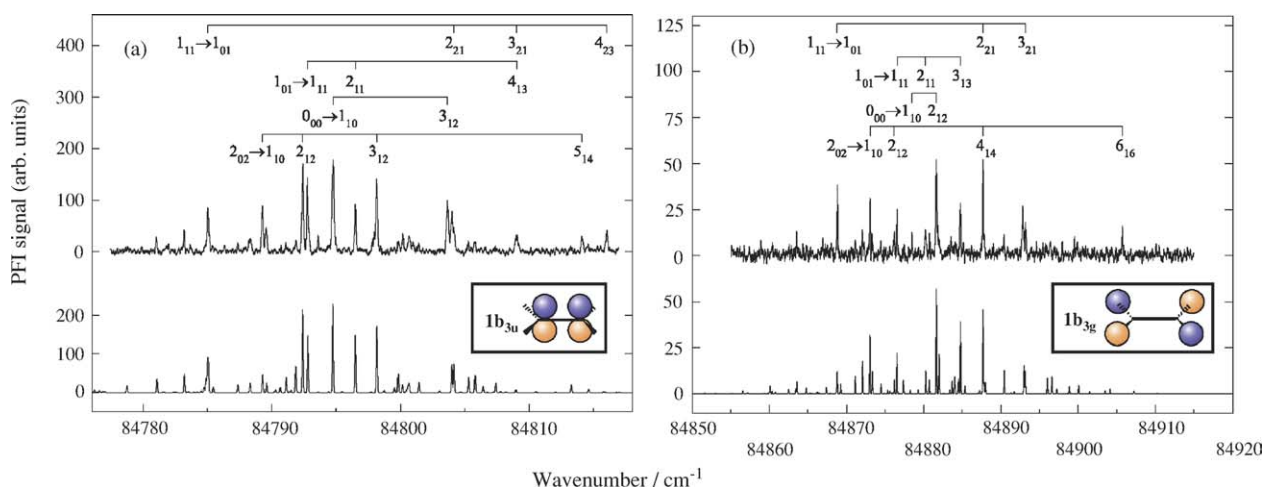 (a)
1₁₁→1₀₁ 2₂₁ 3₂₁ 4₂₃
1₀₁→1₁₁ 2₁₁ 4₁₃
0₀₀→1₁₀ 3₁₂
2₀₂→1₁₀ 2₁₂ 3₁₂ 5₁₄
400
300
200
100
0
200
100
0
1b₃ᵤ
84780 84790 84800 84810
(b)
1₁₁→1₀₁ 2₂₁ 3₂₁
1₀₁→1₁₁ 2₁₁ 3₁₃
0₀₀→1₁₀ 2₁₂
2₀₂→1₁₀ 2₁₂ 4₁₄ 6₁₆
125
100
75
50
25
0
50
25
0
1b₃g
84850 84870 84890 84910
84860 84880 84900 84920
PFI signal (arb. units)
Wavenumber / cm⁻¹